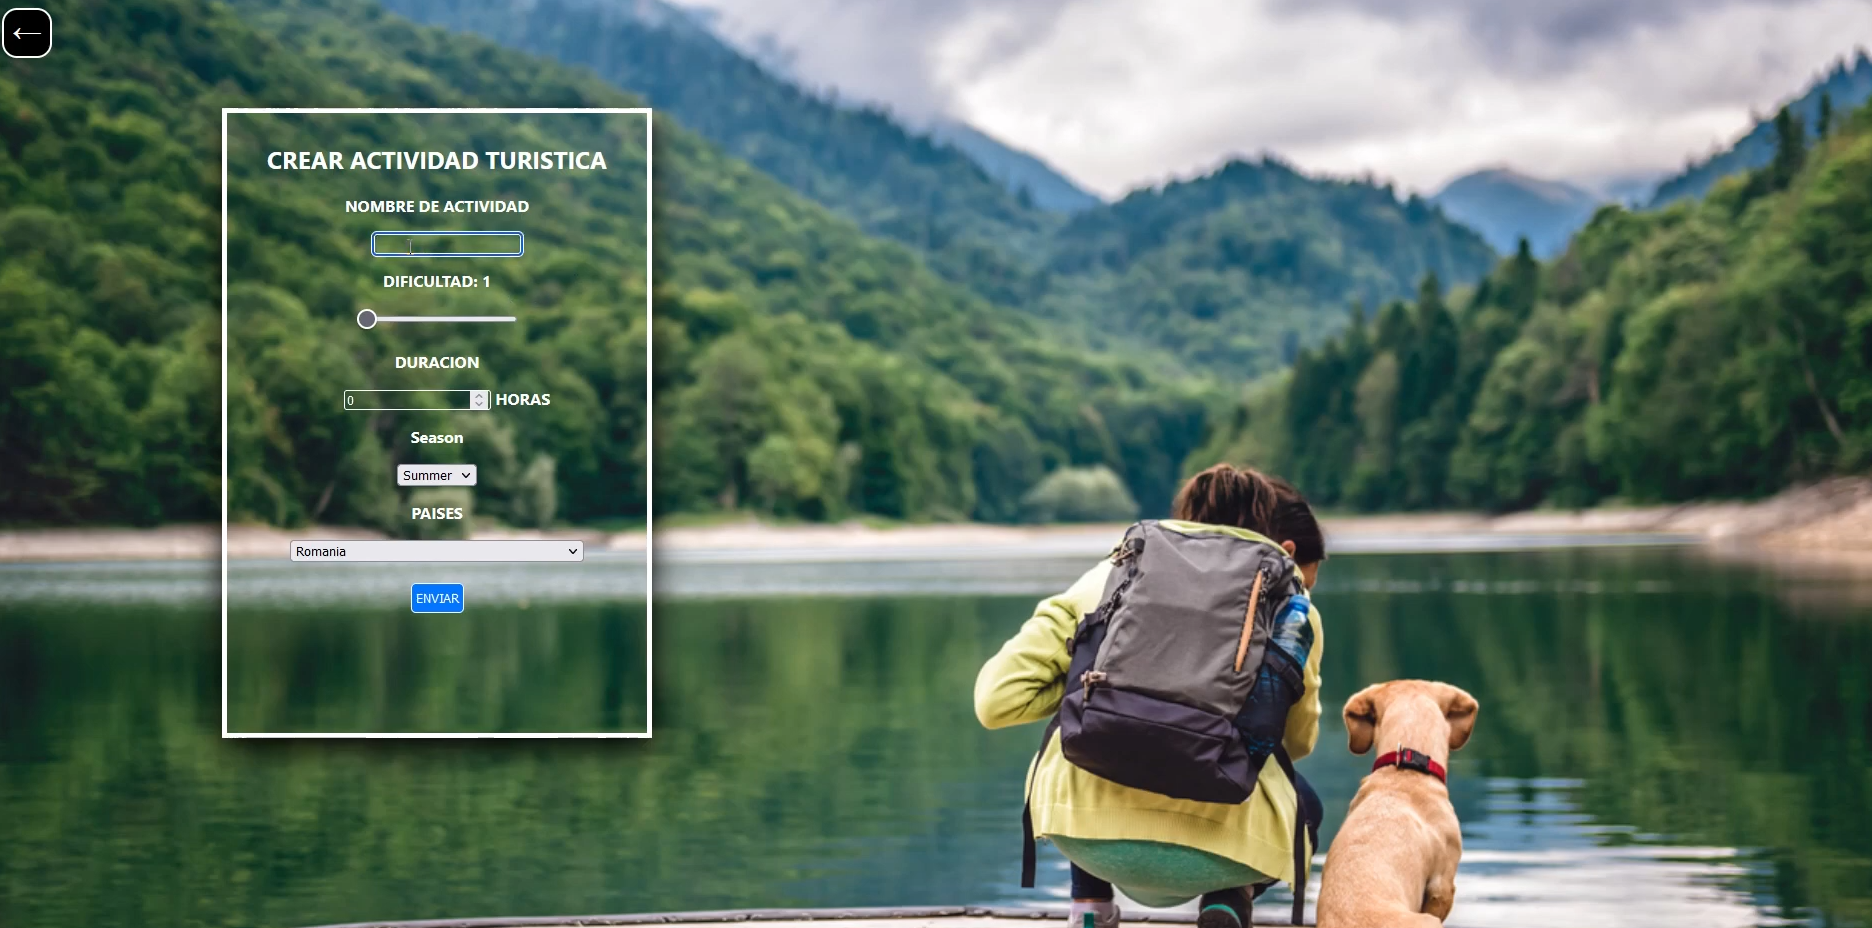 CREAR ACTIVIDAD TURISTICA
NOMBRE DE ACTIVIDAD
DIFICULTAD: 1
DURACION
0 HORAS
Season
Summer
PAISES
Romania
ENVIAR